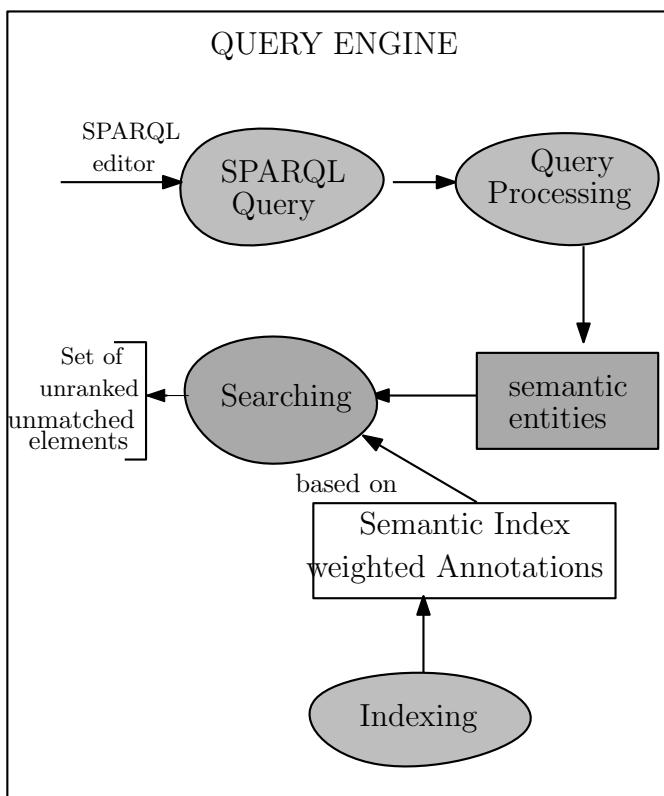 QUERY ENGINE
SPARQL
editor
SPARQL
Query
Query
Processing
Set of
unranked
unmatched
elements
Searching
semantic
entities
based on
Semantic Index
weighted Annotations
Indexing